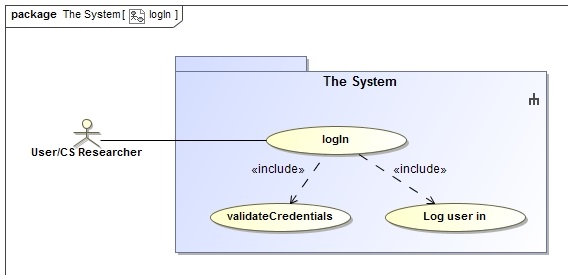 package The System[ logIn ]
The System
logIn
User/CS Researcher
«include»
«include»
validateCredentials
Log user in